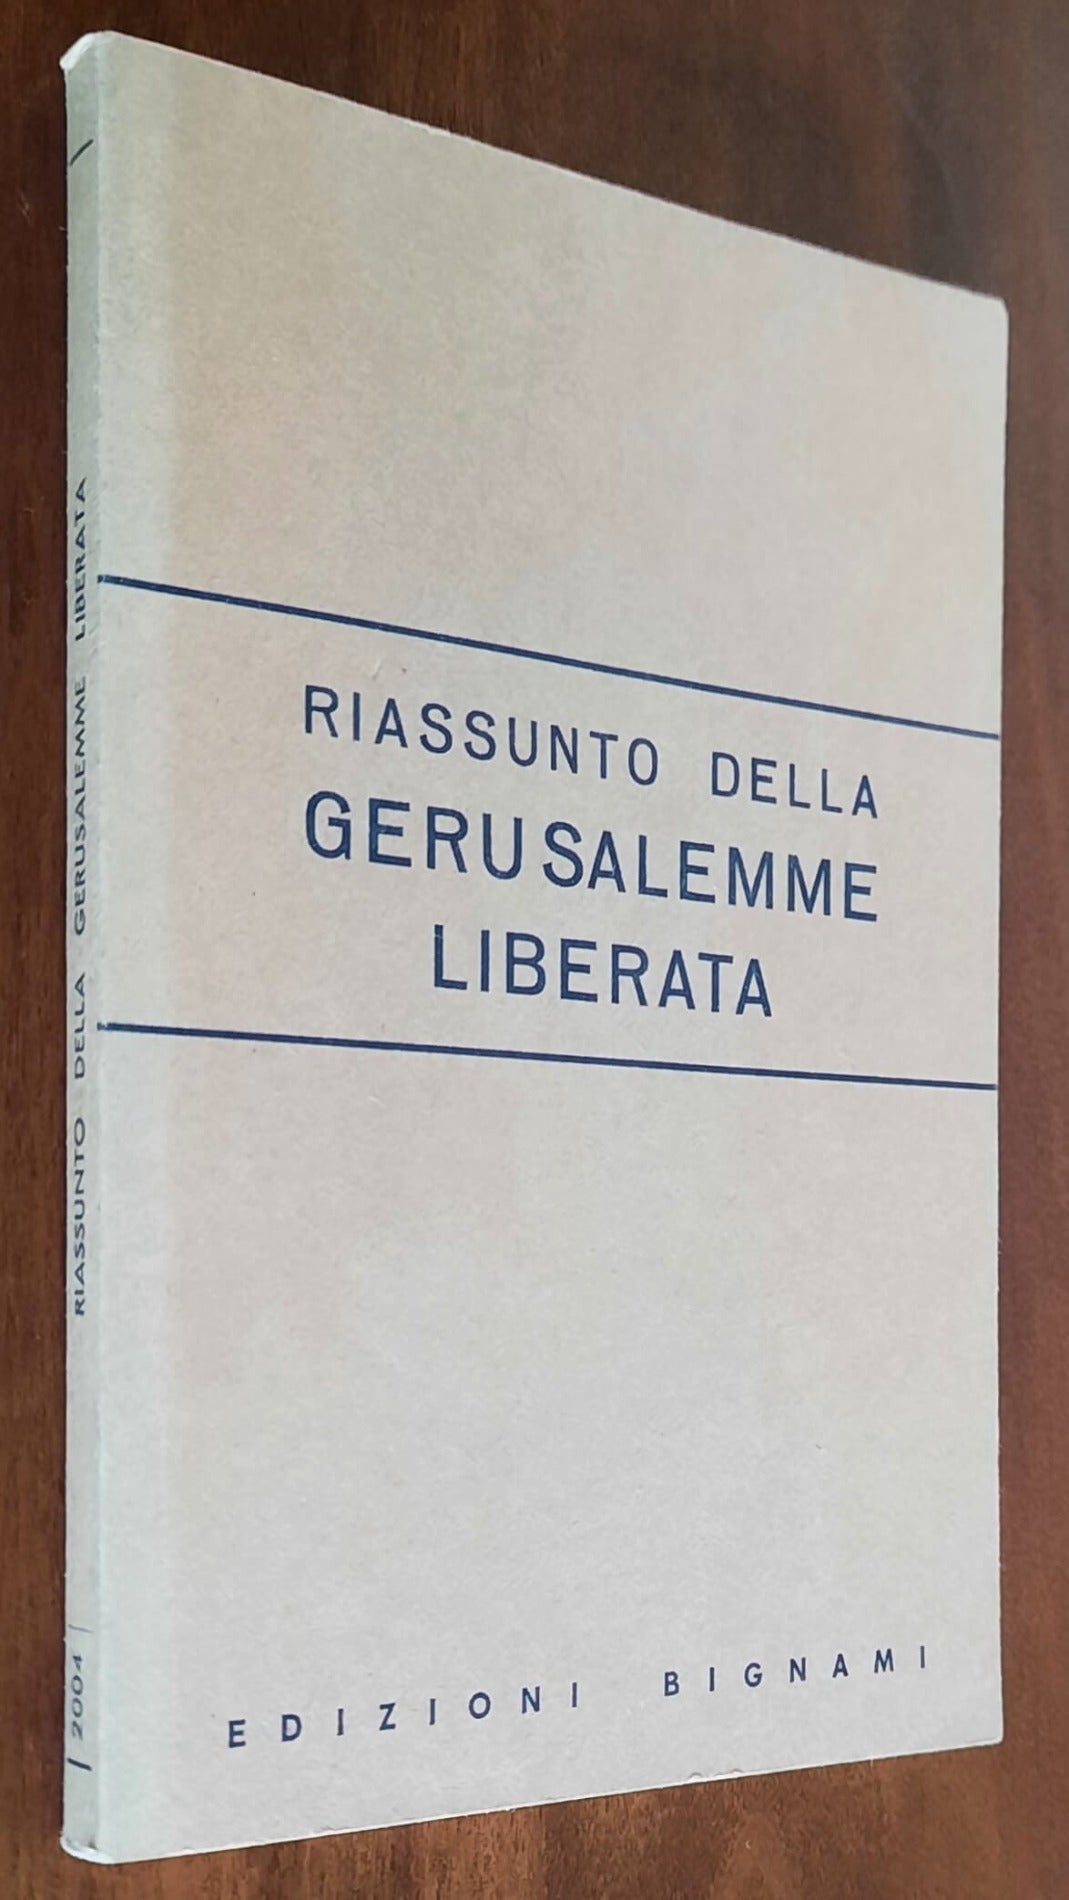 RIASSUNTO DELLA
GERUSALEMME
LIBERATA
EDIZIONI BIGNAMI
RIASSUNTO DELLA GERUSALEMME LIBERATA
2004